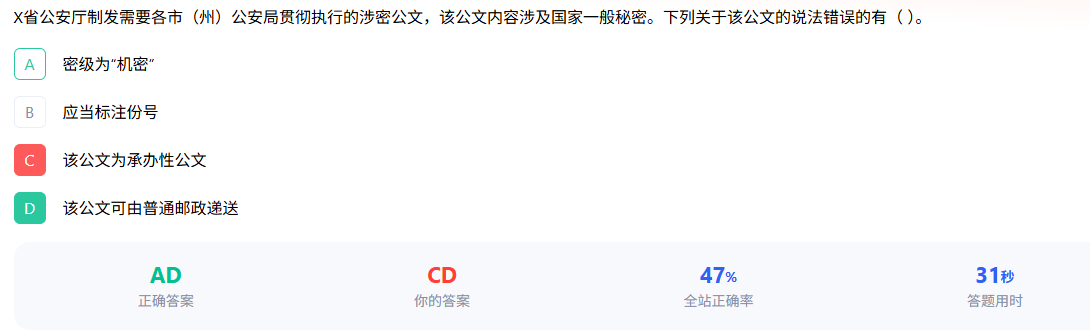 X省公安厅制发需要各市（州）公安局贯彻执行的涉密公文，该公文内容涉及国家一般秘密。下列关于该公文的说法错误的有（ ）。
A 密级为“机密”
B 应当标注份号
C 该公文为承办性公文
D 该公文可由普通邮政递送
AD CD 47% 31秒
正确答案 你的答案 全站正确率 答题用时